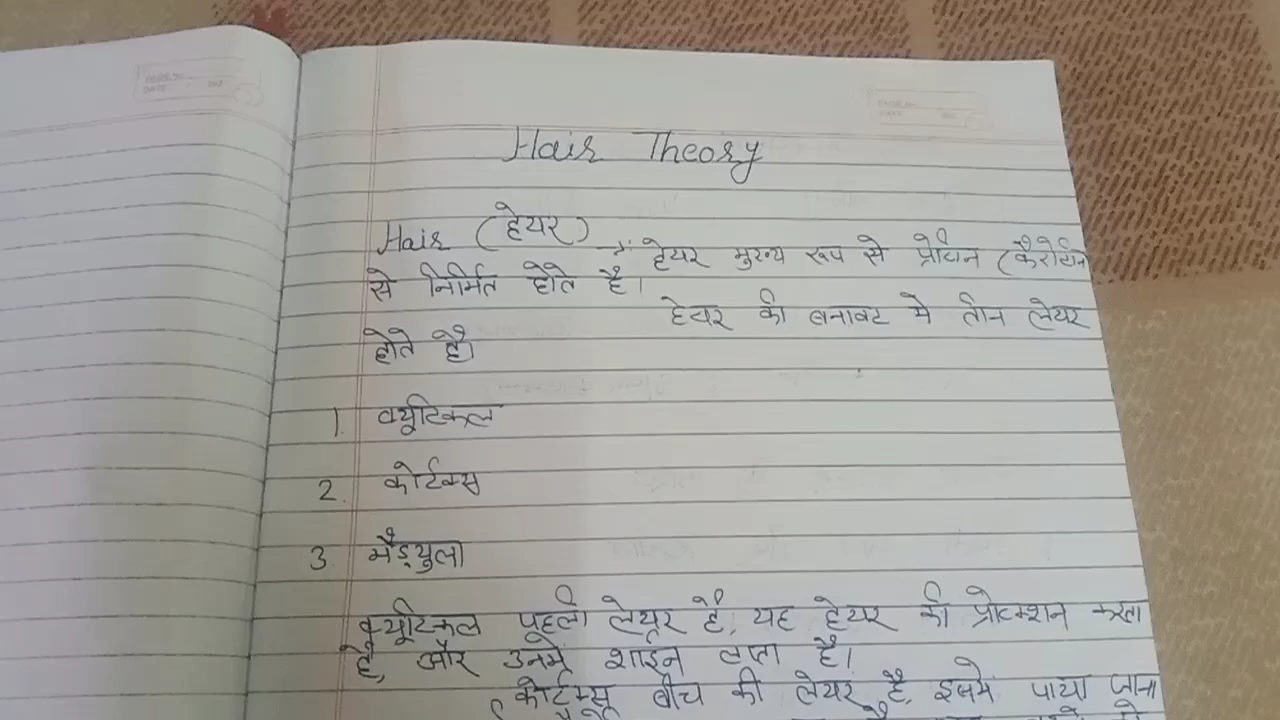 Hair Theory
Hair (हेयर)
→ हेयर मुख्य रूप से प्रोटीन (कैरोटीन
से निर्मित होते है।
हेयर की बनावट मे तीन लेयर
होते है।
1. क्यूटिकल
2. कोर्टेक्स
3. मैड्युला
क्यूटिकल पहली लेयर है, यह हेयर की प्रोटेक्शन करता
है, और उनमें शाईन लाता है।
कोर्टेक्स बीच की लेयर है, इसमें पाया जाना